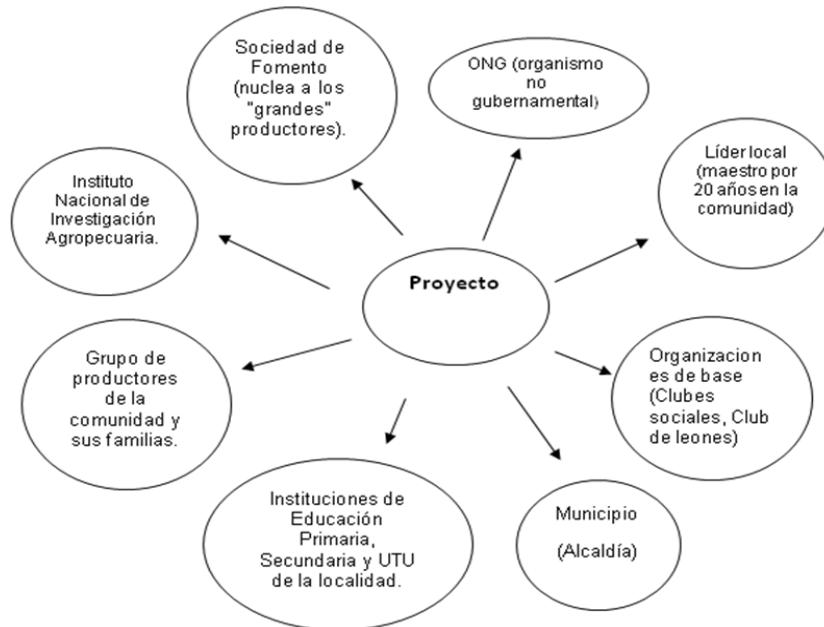 Sociedad de
Fomento
(nuclea a los
"grandes"
productores).
ONG (organismo
no
gubernamental)
Líder local
(maestro por
20 años en la
comunidad)
Instituto
Nacional de
Investigación
Agropecuaria.
Proyecto
Grupo de
productores
de la
comunidad y
sus familias.
Organizacion
es de base
(Clubes
sociales, Club
de leones)
Instituciones de
Educación
Primaria,
Secundaria y UTU
de la localidad.
Municipio
(Alcaldía)